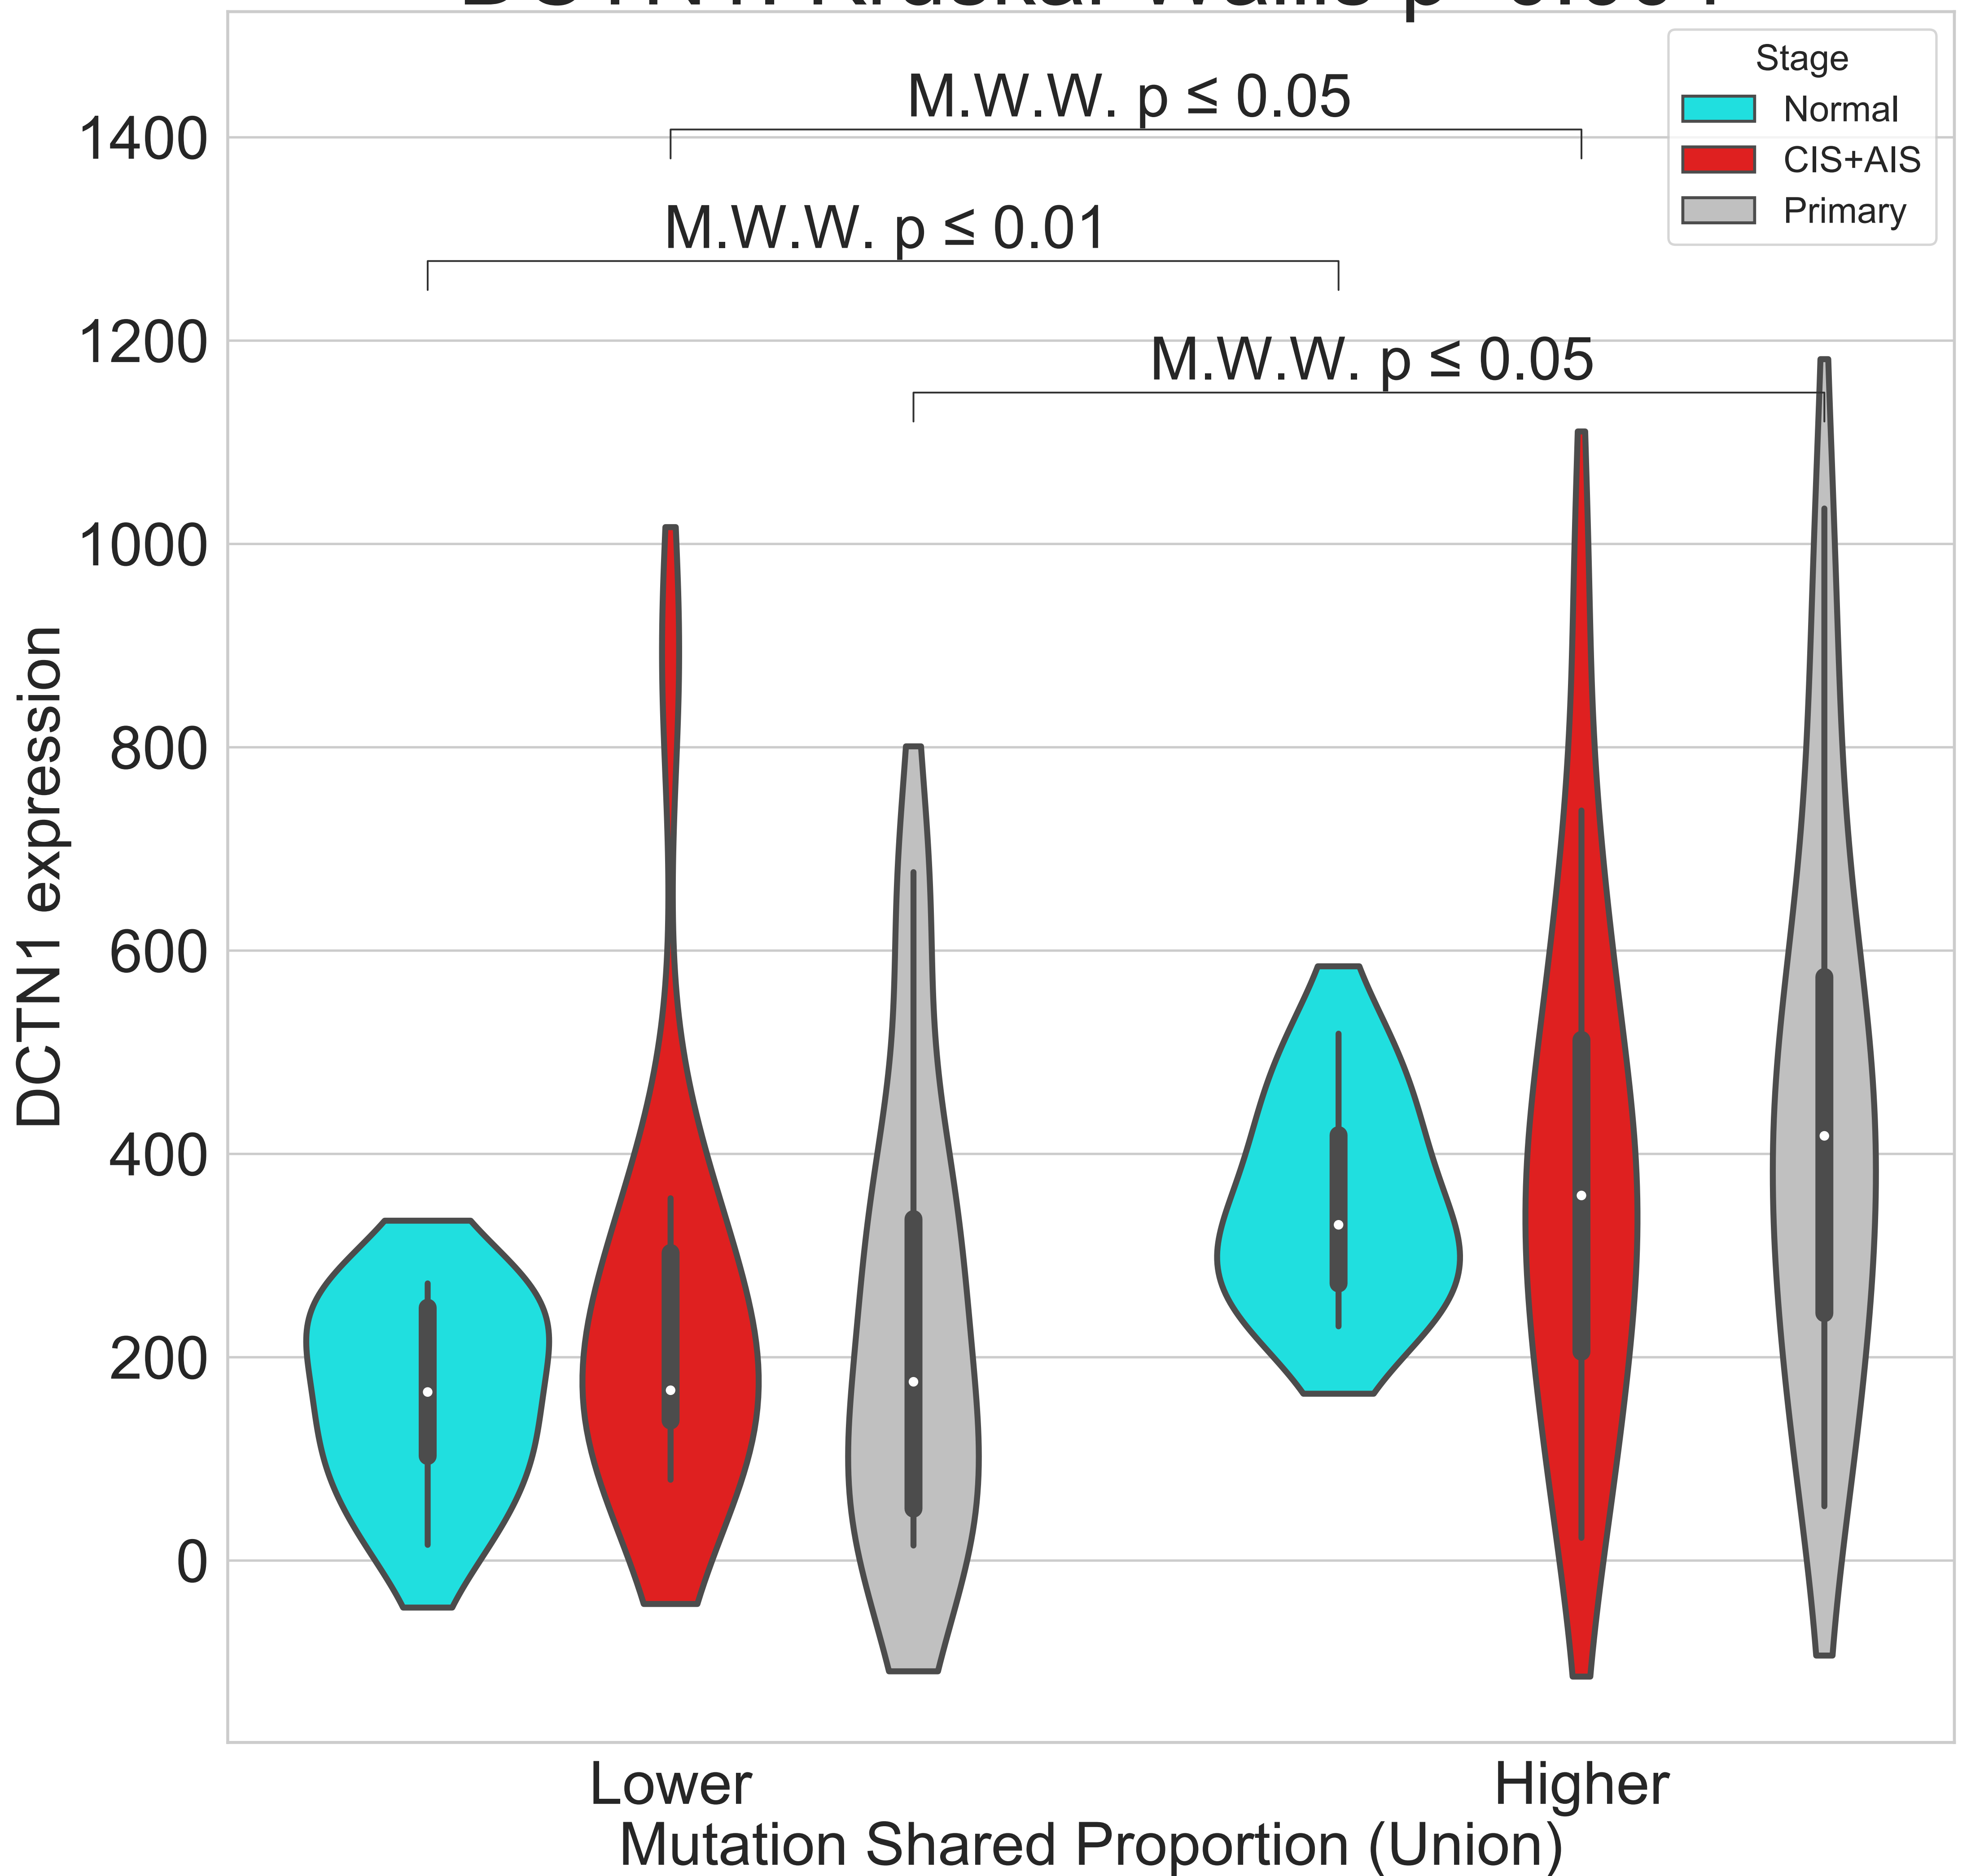 Stage
Normal
CIS+AIS
Primary
M.W.W. p ≤ 0.05
M.W.W. p ≤ 0.01
M.W.W. p ≤ 0.05
1400
1200
1000
800
600
400
200
0
DCTN1 expression
Lower
Higher
Mutation Shared Proportion (Union)